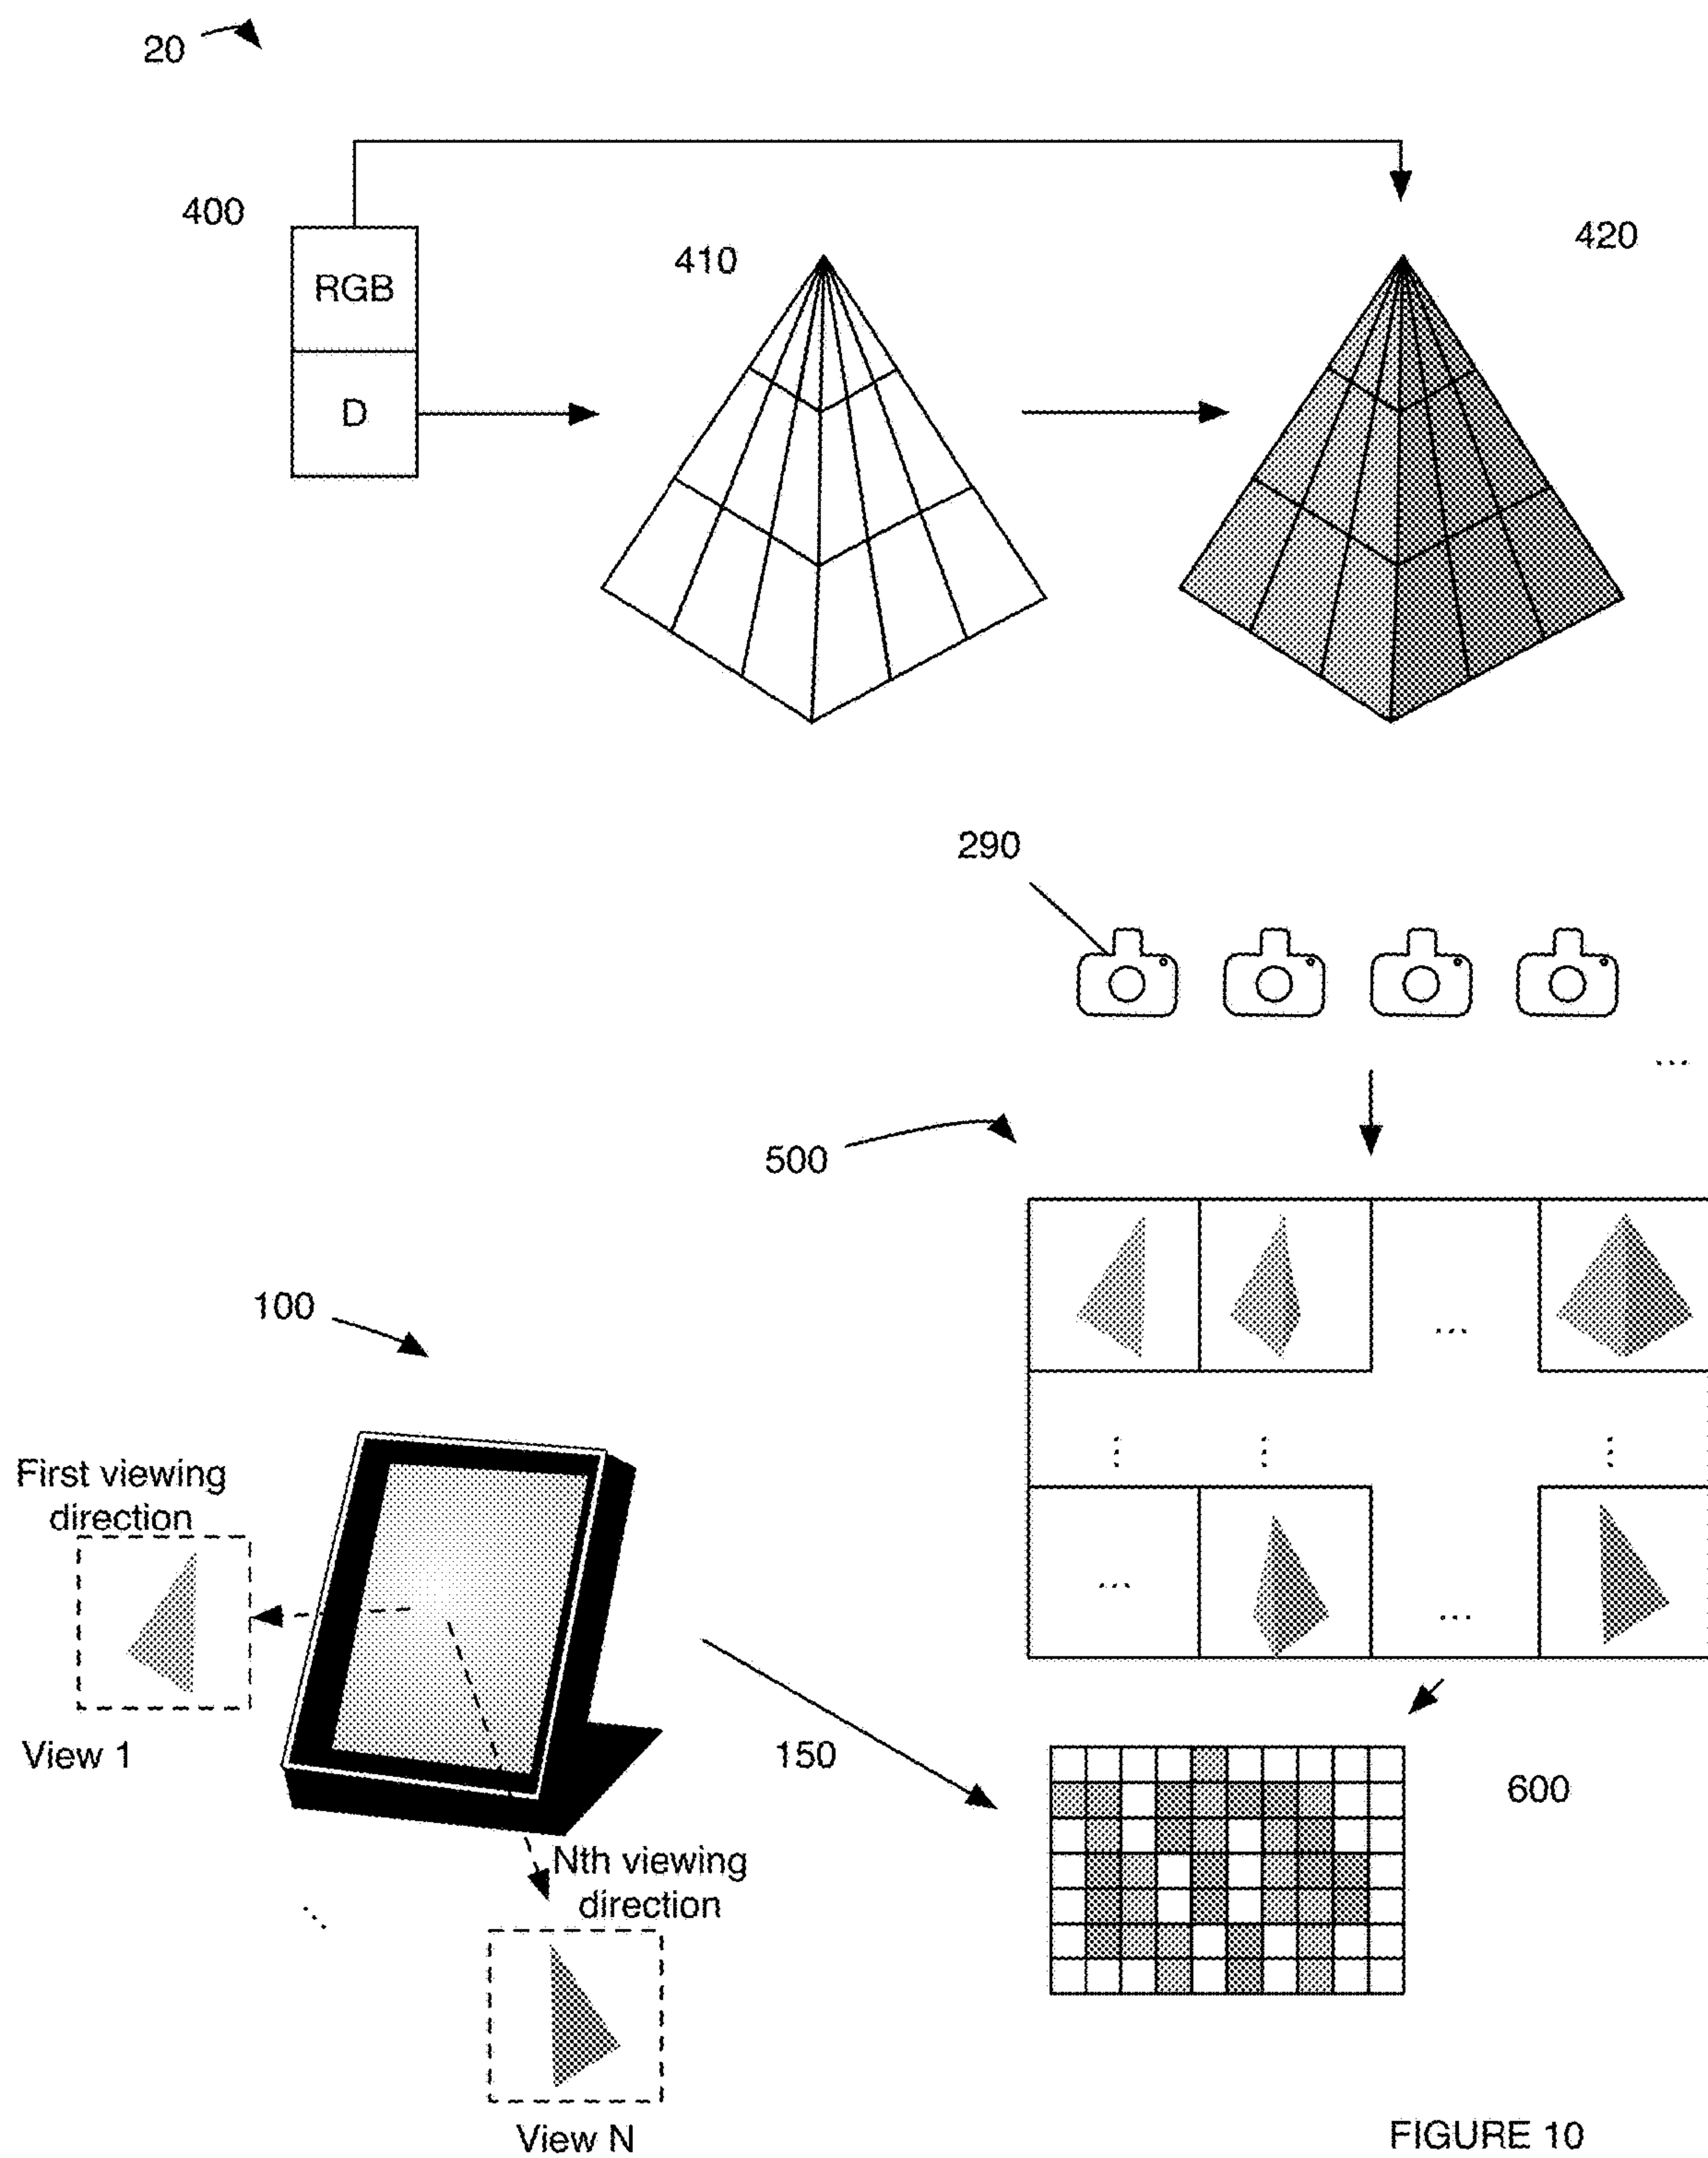 20
400
RGB
D
410
420
290
...
500
...
100
First viewing
direction
View 1
150
600
Nth viewing
direction
View N
FIGURE 10